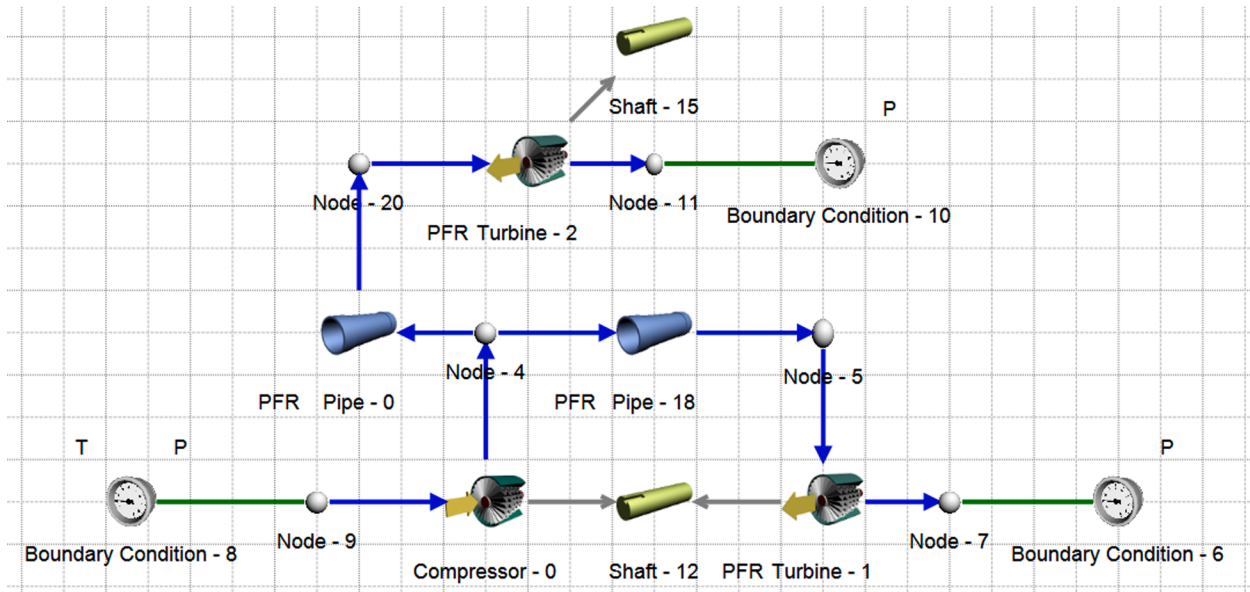 Shaft - 15
P
Node - 20
Node - 11
Boundary Condition - 10
PFR Turbine - 2
Node - 4
Node - 5
PFR Pipe - 0
PFR Pipe - 18
T P
P
Node - 9
Node - 7
Boundary Condition - 8
Boundary Condition - 6
Compressor - 0
Shaft - 12
PFR Turbine - 1